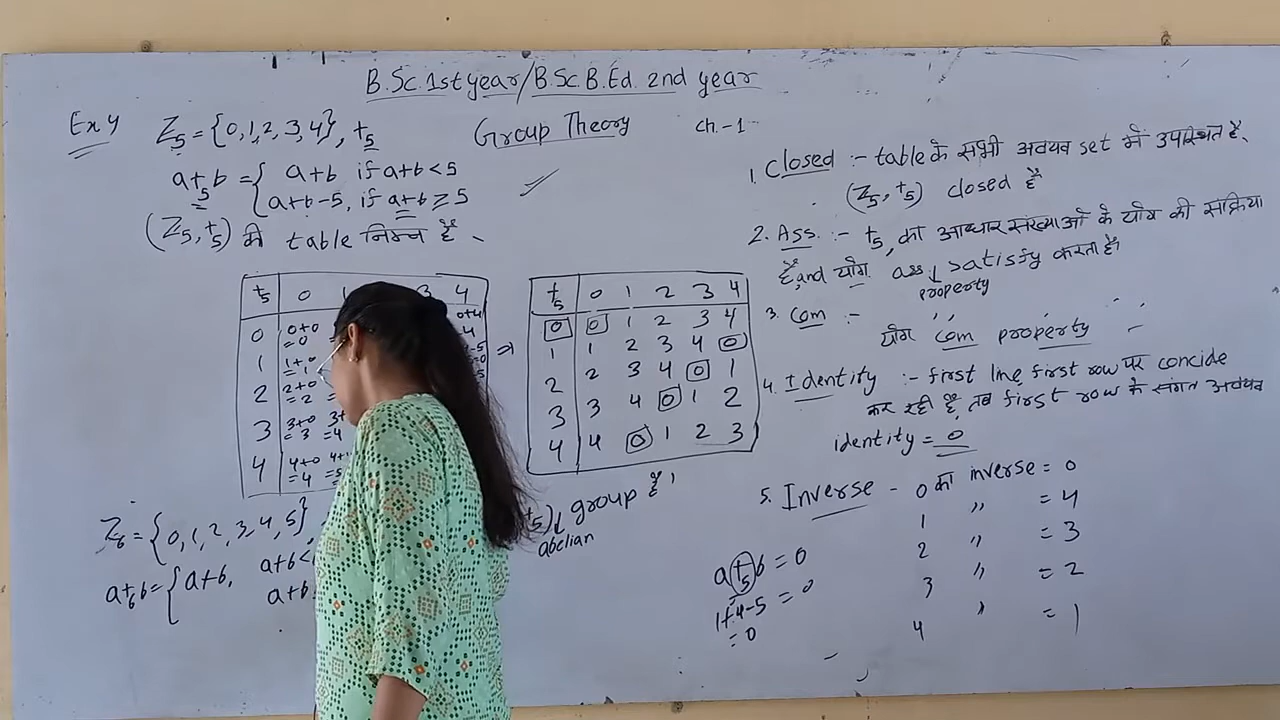 B.Sc. 1st year/B.Sc. B.Ed. 2nd year
Group Theory ch.-1
Ex 4 Z5 = {0,1,2,3,4}, +5
a+5b = { a+b if a+b<5
a+b-5, if a+b≥5
(Z5,+5) की table निम्न है
+5 0 1 3 4
0 0+0 =0 0+4 4
1 1+0 =1
2 2+0 =2
3 3+0 =3 =4
4 4+0 =4
⇒
+5 0 1 2 3 4
0 0 1 2 3 4
1 1 2 3 4 0
2 2 3 4 0 1
3 3 4 0 1 2
4 4 0 1 2 3
Z6 = {0,1,2,3,4,5}
a+6b = { a+b, a+b<
a+b
+5) group है
abelian
1. Closed :- table के सभी अवयव set में उपस्थित है
(Z5,+5) closed है
2. Ass. :- +5, का आधार संख्याओं के योग की संक्रिया
है and योग ass. satisfy करता है
property
3. Com :-
योग com property
4. Identity :- first line, first row पर concide
कर रही है, तब first row के संगत अवयव
identity = 0
5. Inverse - 0 का inverse = 0
1 " = 4
2 " = 3
3 " = 2
4 " = 1
a+5b = 0
1+4-5 = 0
= 0